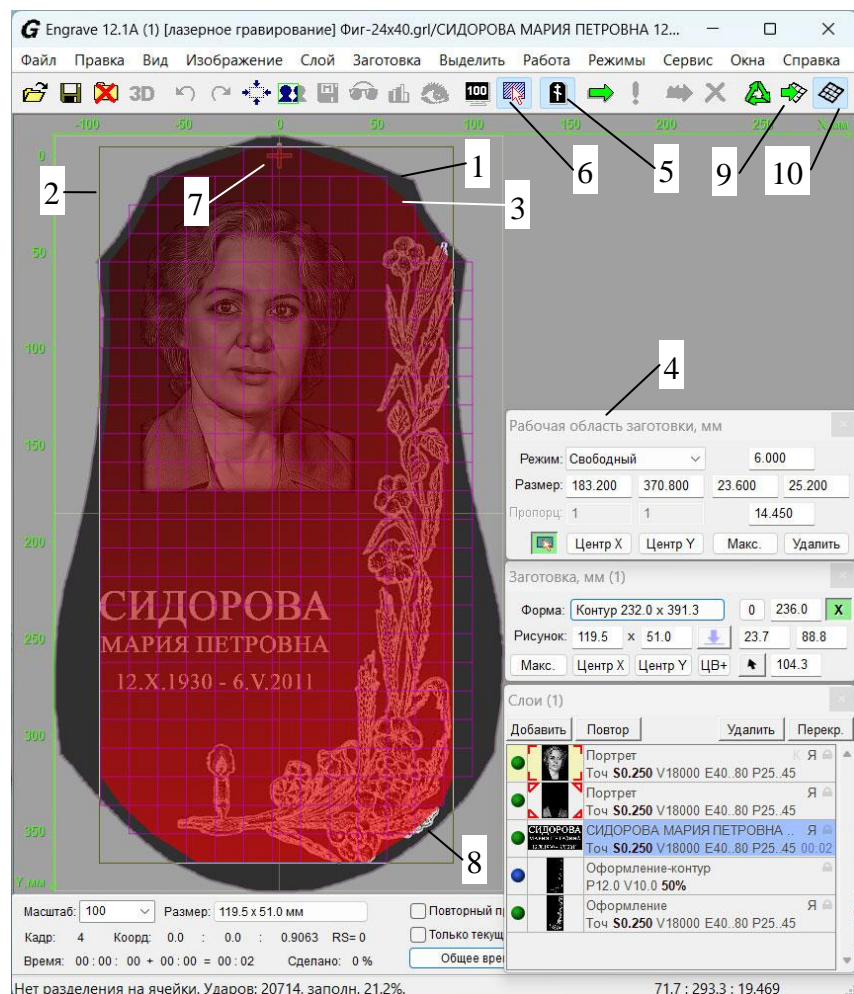 Engrave 12.1A (1) [лазерное гравирование] Фиг-24x40.grl/СИДОРОВА МАРИЯ ПЕТРОВНА 12...
Файл Правка Вид Изображение Слой Заготовка Выделить Работа Режимы Сервис Окна Справка
3D 100
-100 -50 0 50 100 150 200 250 X,мм
0
50
100
150
200
250
300
350
Y,мм
1
2
3
4
5
6
7
8
9
10
СИДОРОВА
МАРИЯ ПЕТРОВНА
12.X.1930 - 6.V.2011
Рабочая область заготовки, мм
Режим: Свободный 6.000
Размер: 183.200 370.800 23.600 25.200
Пропорц: 1 1 14.450
Центр X Центр Y Макс. Удалить
Заготовка, мм (1)
Форма: Контур 232.0 x 391.3 0 236.0 X
Рисунок: 119.5 x 51.0 23.7 88.8
Макс. Центр X Центр Y ЦВ+ 104.3
Слои (1)
Добавить Повтор Удалить Перекр.
Портрет К Я
Точ S0.250 V18000 E40..80 P25..45
Портрет Я
Точ S0.250 V18000 E40..80 P25..45
СИДОРОВА МАРИЯ ПЕТРОВНА .. Я
Точ S0.250 V18000 E40..80 P25..45 00:02
Оформление-контур
P12.0 V10.0 50%
Оформление Я
Точ S0.250 V18000 E40..80 P25..45
Масштаб: 100 Размер: 119.5 x 51.0 мм Повторный п
Кадр: 4 Коорд: 0.0 : 0.0 : 0.9063 RS= 0 Только текущ
Время: 00 : 00 : 00 + 00 : 00 = 00 : 02 Сделано: 0 % Общее врем
Нет разделения на ячейки. Ударов: 20714, заполн. 21.2%. 71.7 : 293.3 : 19.469